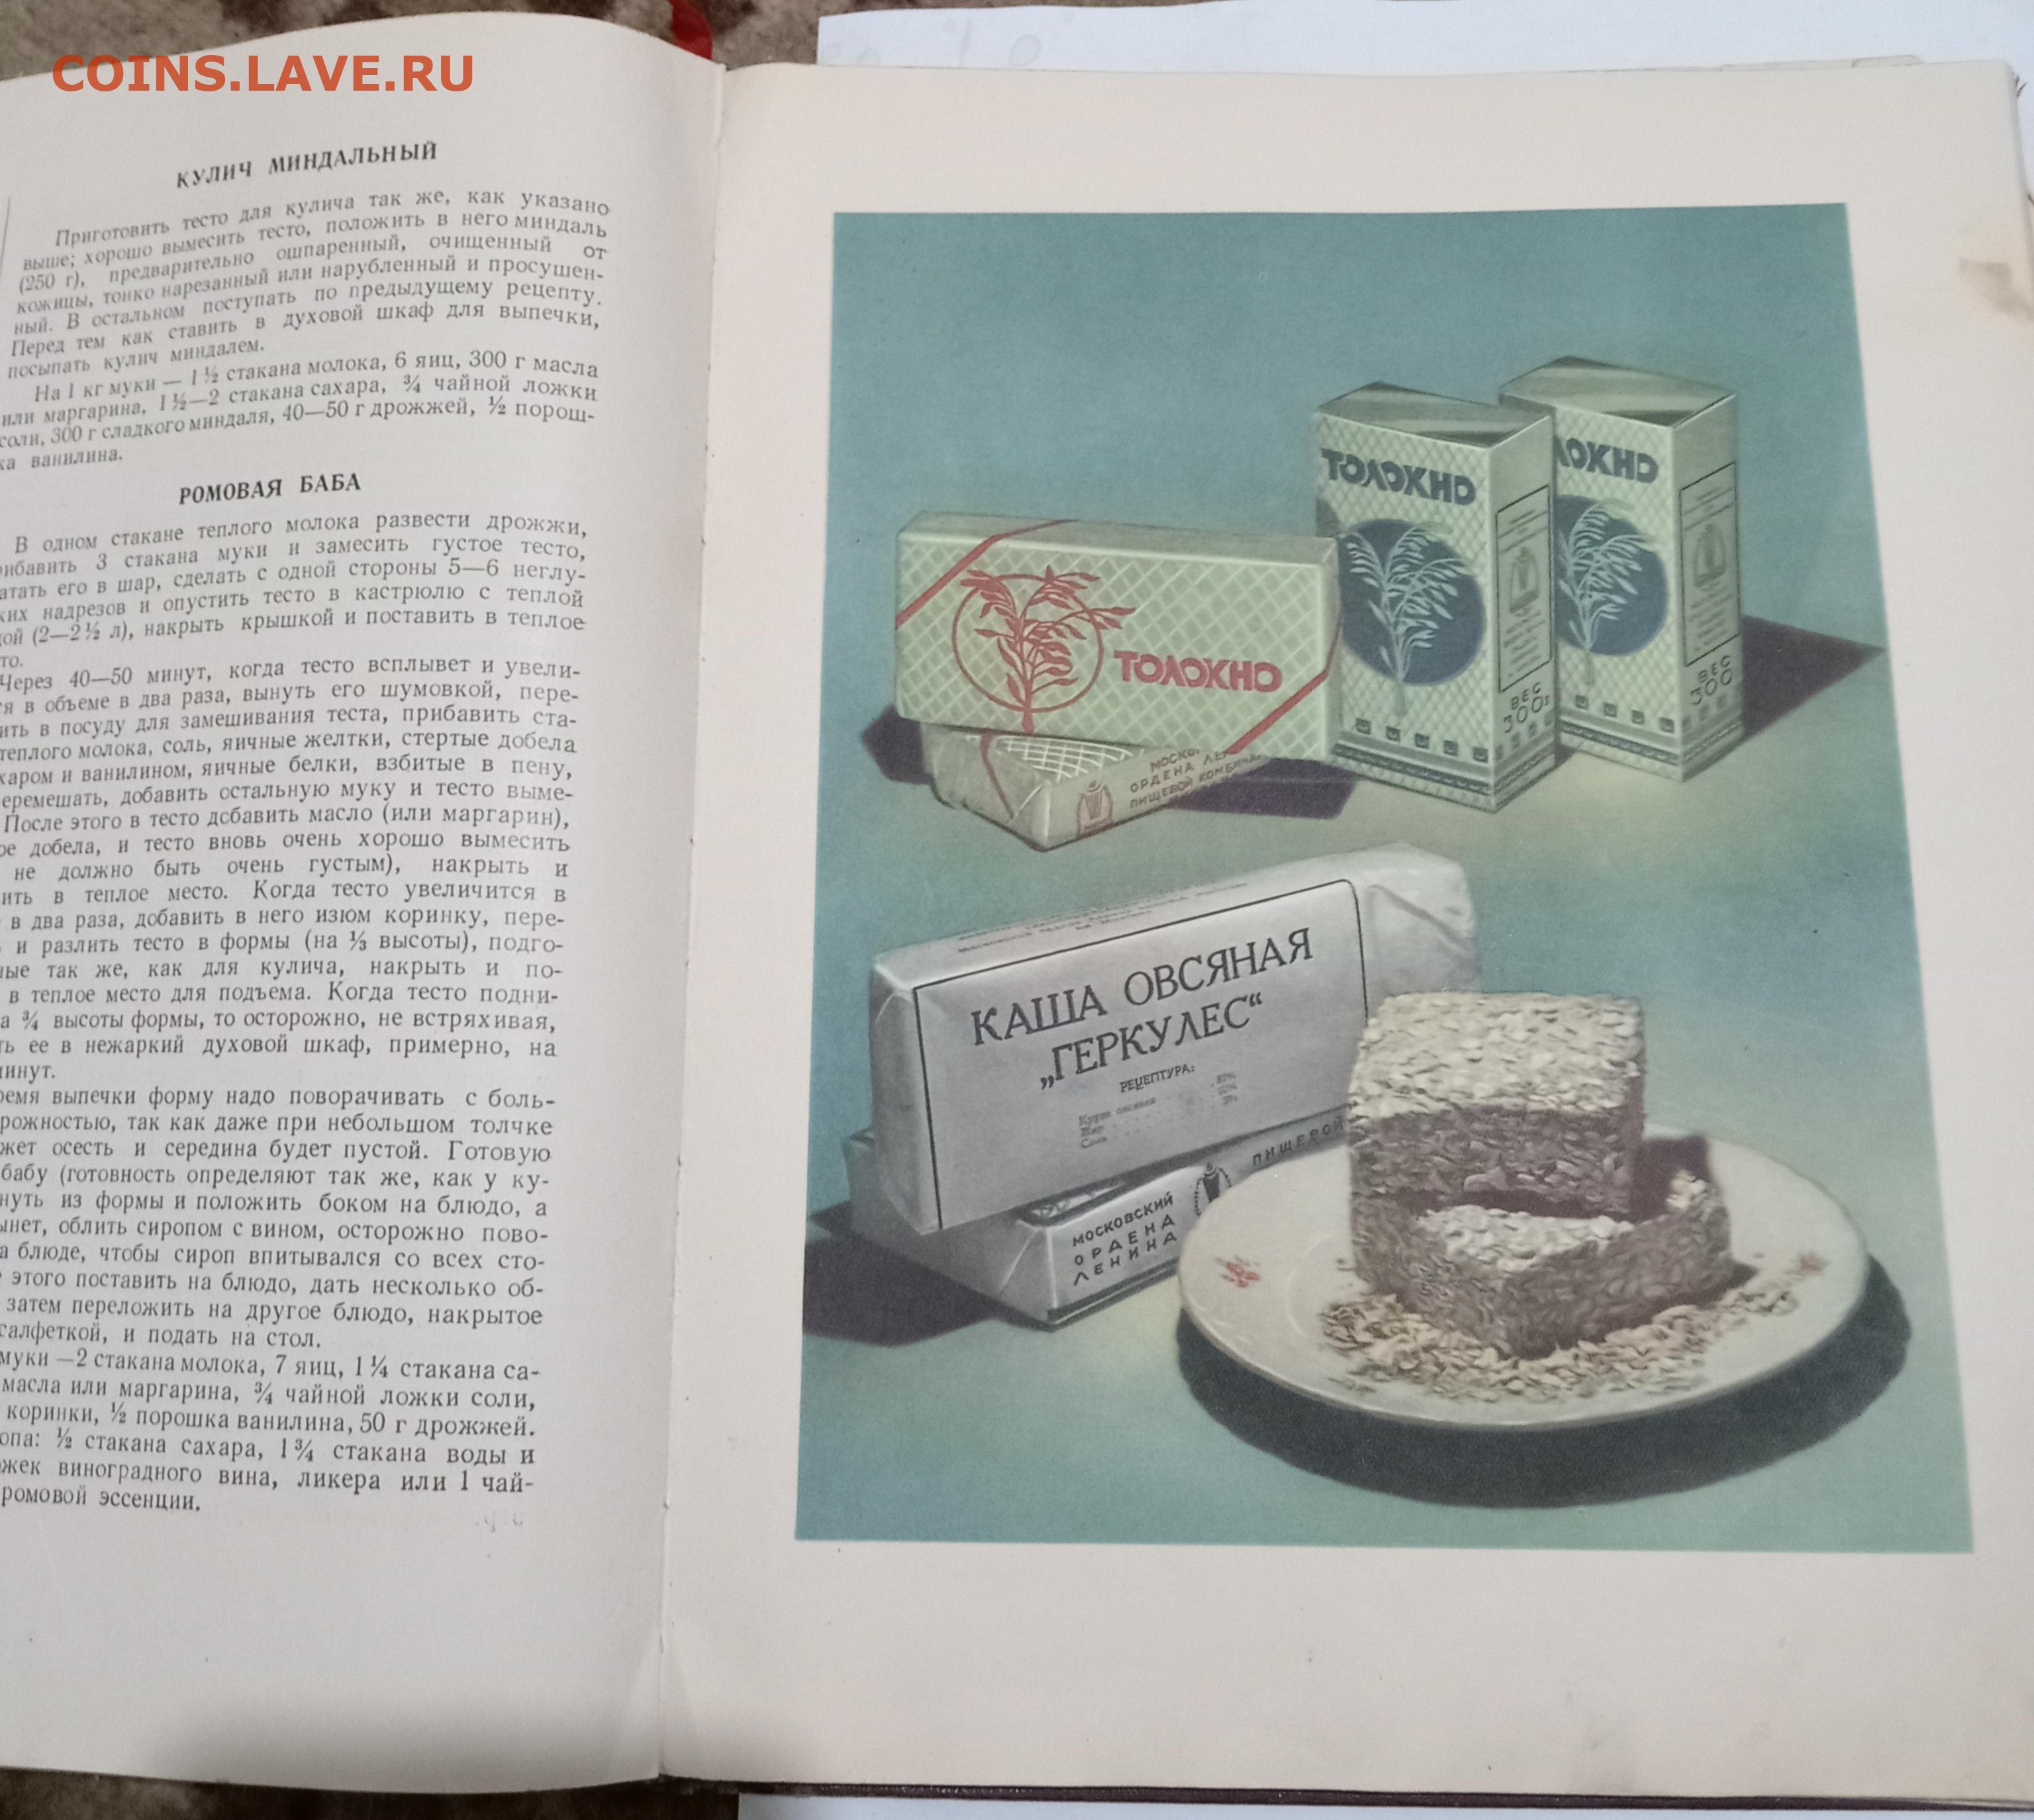 COINS.LAVE.RU
КУЛИЧ МИНДАЛЬНЫЙ
Приготовить тесто для кулича так же, как указано
выше; хорошо вымесить тесто, положить в него миндаль
(250 г), предварительно ошпаренный, очищенный от
кожицы, тонко нарезанный или нарубленный и просушен-
ный. В остальном поступать по предыдущему рецепту.
Перед тем как ставить в духовой шкаф для выпечки,
посыпать кулич миндалем.
На 1 кг муки — 1 ½ стакана молока, 6 яиц, 300 г масла
или маргарина, 1 ½—2 стакана сахара, ¾ чайной ложки
соли, 300 г сладкого миндаля, 40—50 г дрожжей, ½ порош-
ка ванилина.
РОМОВАЯ БАБА
В одном стакане теплого молока развести дрожжи,
рибавить 3 стакана муки и замесить густое тесто,
атать его в шар, сделать с одной стороны 5—6 неглу-
ких надрезов и опустить тесто в кастрюлю с теплой
дой (2—2 ½ л), накрыть крышкой и поставить в теплое
то.
Через 40—50 минут, когда тесто всплывет и увели-
я в объеме в два раза, вынуть его шумовкой, пере-
ить в посуду для замешивания теста, прибавить ста-
теплого молока, соль, яичные желтки, стертые добела
харом и ванилином, яичные белки, взбитые в пену,
еремешать, добавить остальную муку и тесто выме-
После этого в тесто добавить масло (или маргарин),
ое добела, и тесто вновь очень хорошо вымесить
не должно быть очень густым), накрыть и
ить в теплое место. Когда тесто увеличится в
в два раза, добавить в него изюм коринку, пере-
и разлить тесто в формы (на ⅓ высоты), подго-
ные так же, как для кулича, накрыть и по-
в теплое место для подъема. Когда тесто подни-
а ¾ высоты формы, то осторожно, не встряхивая,
ть ее в нежаркий духовой шкаф, примерно, на
инут.
ремя выпечки форму надо поворачивать с боль-
рожностью, так как даже при небольшом толчке
жет осесть и середина будет пустой. Готовую
бабу (готовность определяют так же, как у ку-
нуть из формы и положить боком на блюдо, а
ынет, облить сиропом с вином, осторожно пово-
а блюде, чтобы сироп впитывался со всех сто-
этого поставить на блюдо, дать несколько об-
затем переложить на другое блюдо, накрытое
салфеткой, и подать на стол.
муки —2 стакана молока, 7 яиц, 1 ¼ стакана са-
масла или маргарина, ¾ чайной ложки соли,
коринки, ½ порошка ванилина, 50 г дрожжей.
опа: ½ стакана сахара, 1 ¾ стакана воды и
жек виноградного вина, ликера или 1 чай-
ромовой эссенции.
ТОЛОКНО
ВЕС
300г
ЛОКНО
ВЕС
300
ТОЛОКНО
МОСКО
ОРДЕНА ЛЕ
ПИЩЕВОЙ КОМБИНА
КАША ОВСЯНАЯ
„ГЕРКУЛЕС“
РЕЦЕПТУРА:
Крупа овсяная
Жир
Соль
МОСКОВСКИЙ
ОРДЕНА
ЛЕНИНА
ПИЩЕВОЙ